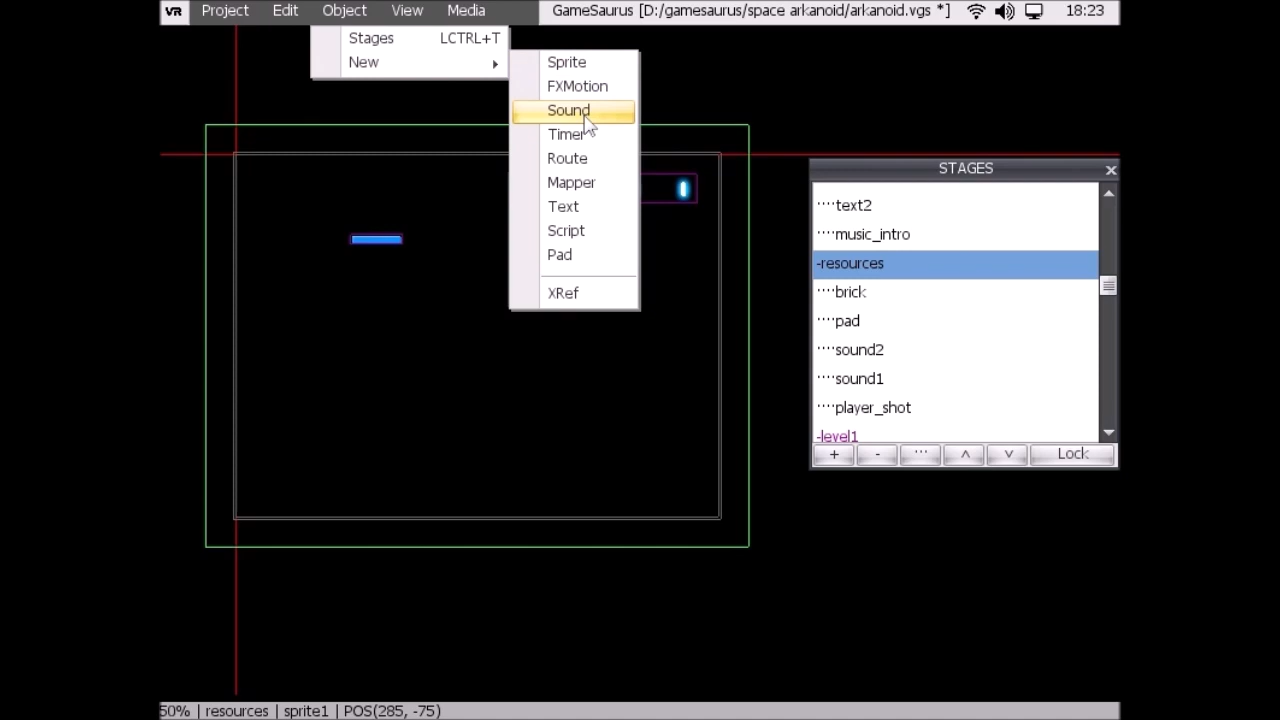 VR Project Edit Object View Media GameSaurus [D:/gamesaurus/space arkanoid/arkanoid.vgs *] 18:23
Stages LCTRL+T
New
Sprite
FXMotion
Sound
Timer
Route
Mapper
Text
Script
Pad
XRef
STAGES X
····text2
····music_intro
-resources
····brick
····pad
····sound2
····sound1
····player_shot
-level1
+ - ··· ʌ v Lock
50% | resources | sprite1 | POS(285, -75)